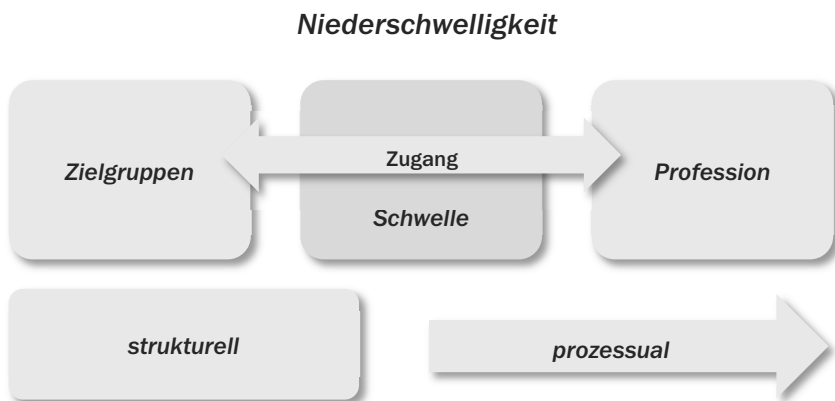 Niederschwelligkeit
Zielgruppen
Zugang
Schwelle
Profession
strukturell
prozessual